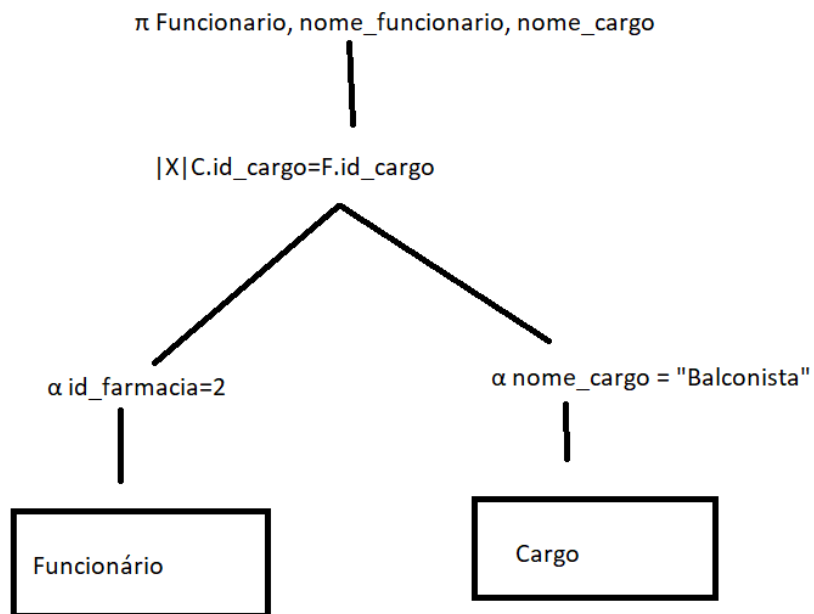 π Funcionario, nome_funcionario, nome_cargo
|X|C.id_cargo=F.id_cargo
α id_farmacia=2
α nome_cargo = "Balconista"
Funcionário
Cargo